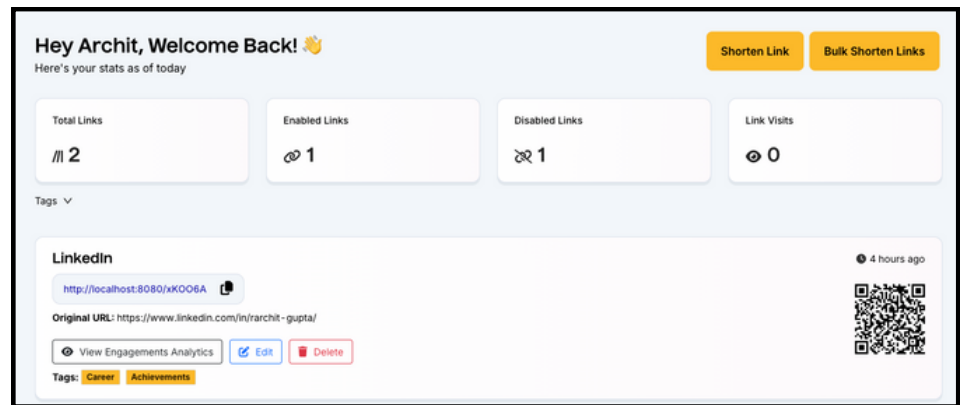 Hey Archit, Welcome Back! 👋
Here's your stats as of today
Shorten Link
Bulk Shorten Links
Total Links
2
Enabled Links
1
Disabled Links
1
Link Visits
0
Tags
LinkedIn
4 hours ago
http://localhost:8080/xKOO6A
Original URL: https://www.linkedin.com/in/rarchit-gupta/
View Engagements Analytics
Edit
Delete
Tags: Career Achievements